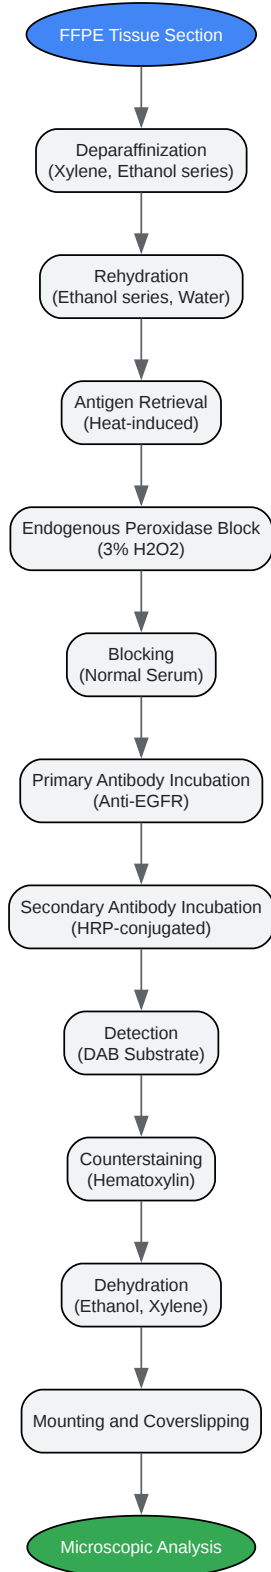 FFPE Tissue Section
Deparaffinization
(Xylene, Ethanol series)
Rehydration
(Ethanol series, Water)
Antigen Retrieval
(Heat-induced)
Endogenous Peroxidase Block
(3% H2O2)
Blocking
(Normal Serum)
Primary Antibody Incubation
(Anti-EGFR)
Secondary Antibody Incubation
(HRP-conjugated)
Detection
(DAB Substrate)
Counterstaining
(Hematoxylin)
Dehydration
(Ethanol, Xylene)
Mounting and Coverslipping
Microscopic Analysis